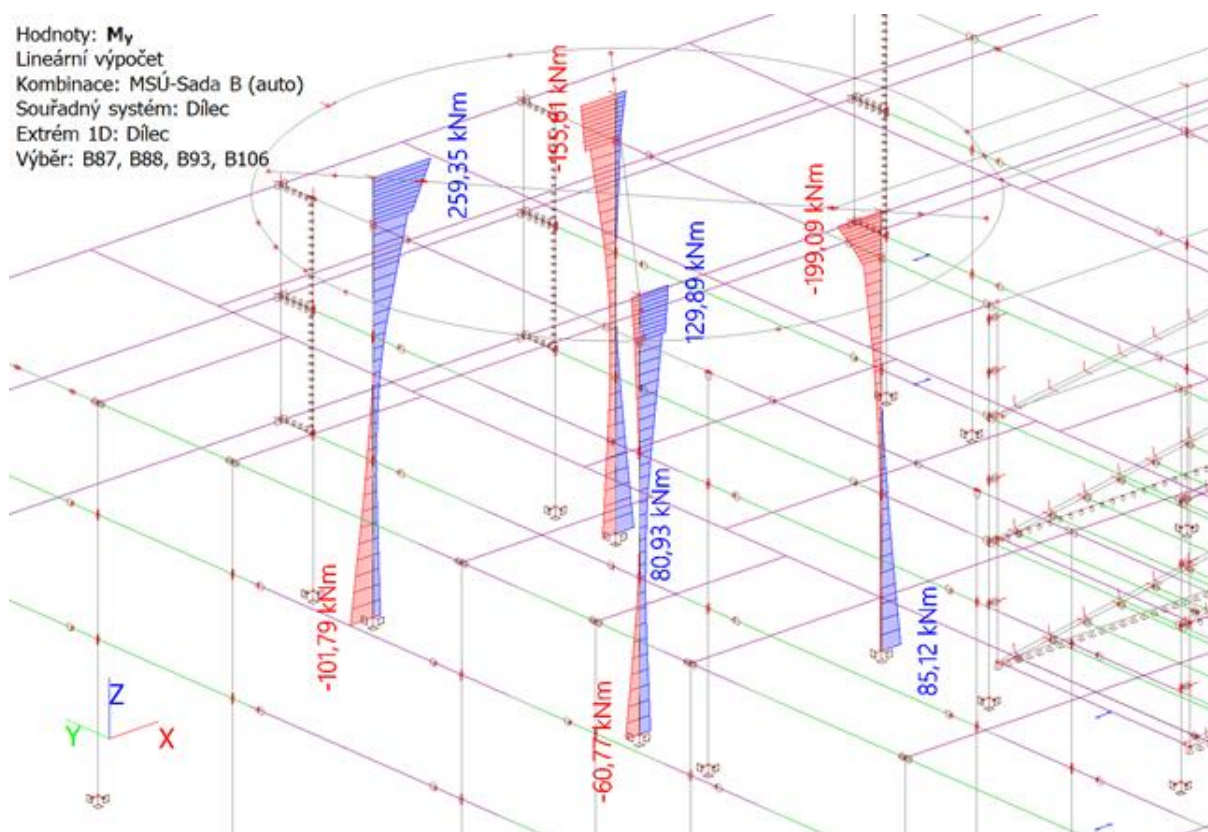 Hodnoty: My
Lineární výpočet
Kombinace: MSÚ-Sada B (auto)
Souřadný systém: Dílec
Extrém 1D: Dílec
Výběr: B87, B88, B93, B106
259,35 kNm
-155,81 kNm
129,89 kNm
-199,09 kNm
-101,79 kNm
80,93 kNm
-60,77 kNm
85,12 kNm
Z
Y
X